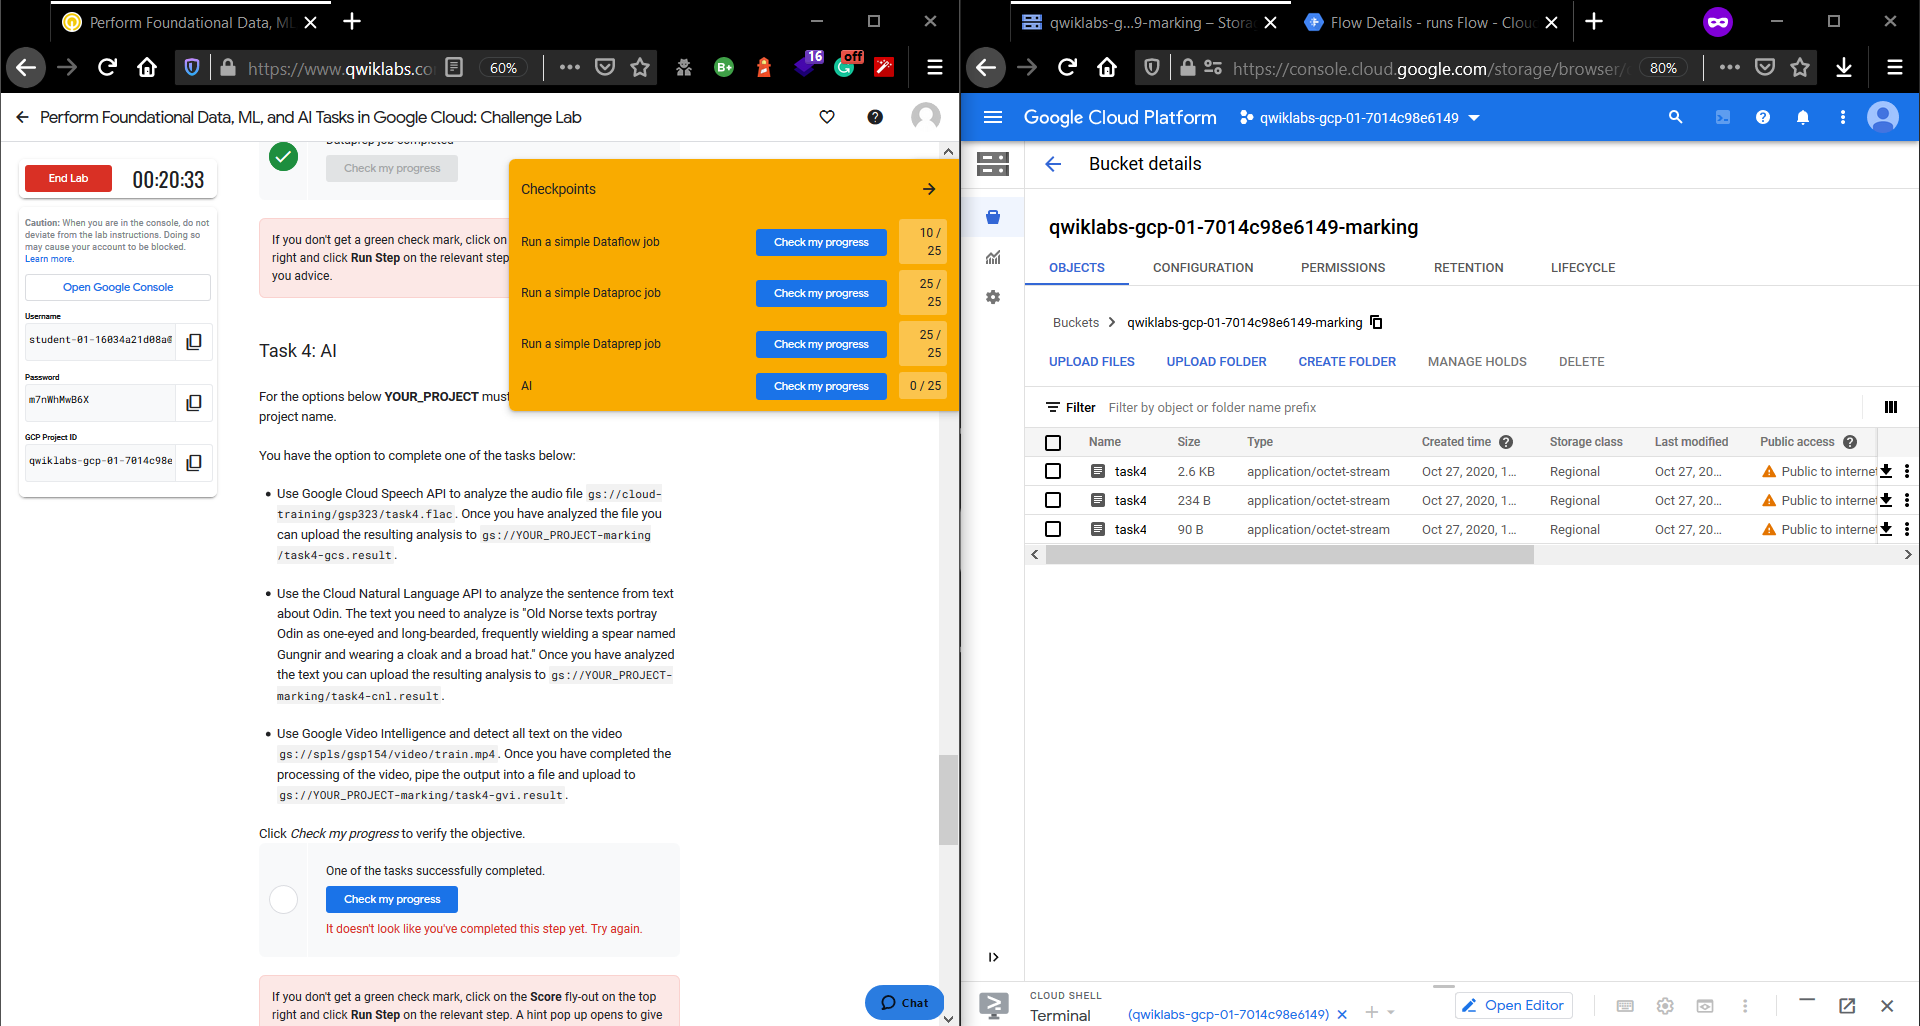 Perform Foundational Data, ML
https://www.qwiklabs.co
60%
16
off
B+
Perform Foundational Data, ML, and AI Tasks in Google Cloud: Challenge Lab
End Lab
00:20:33
Caution: When you are in the console, do not
deviate from the lab instructions. Doing so
may cause your account to be blocked.
Learn more.
Open Google Console
Username
student-01-16034a21d08a@
Password
m7nWhMwB6X
GCP Project ID
qwiklabs-gcp-01-7014c98e
Dataprep job completed
Check my progress
If you don't get a green check mark, click on
right and click Run Step on the relevant step
you advice.
Checkpoints
Run a simple Dataflow job
Check my progress
10 /
25
Run a simple Dataproc job
Check my progress
25 /
25
Run a simple Dataprep job
Check my progress
25 /
25
AI
Check my progress
0 / 25
Task 4: AI
For the options below YOUR_PROJECT must
project name.
You have the option to complete one of the tasks below:
Use Google Cloud Speech API to analyze the audio file gs://cloud-
training/gsp323/task4.flac. Once you have analyzed the file you
can upload the resulting analysis to gs://YOUR_PROJECT-marking
/task4-gcs.result.
Use the Cloud Natural Language API to analyze the sentence from text
about Odin. The text you need to analyze is "Old Norse texts portray
Odin as one-eyed and long-bearded, frequently wielding a spear named
Gungnir and wearing a cloak and a broad hat." Once you have analyzed
the text you can upload the resulting analysis to gs://YOUR_PROJECT-
marking/task4-cnl.result.
Use Google Video Intelligence and detect all text on the video
gs://spls/gsp154/video/train.mp4. Once you have completed the
processing of the video, pipe the output into a file and upload to
gs://YOUR_PROJECT-marking/task4-gvi.result.
Click Check my progress to verify the objective.
One of the tasks successfully completed.
Check my progress
It doesn't look like you've completed this step yet. Try again.
If you don't get a green check mark, click on the Score fly-out on the top
right and click Run Step on the relevant step. A hint pop up opens to give
Chat
qwiklabs-g…9-marking – Stora
Flow Details - runs Flow - Clou
https://console.cloud.google.com/storage/browser/
80%
Google Cloud Platform
qwiklabs-gcp-01-7014c98e6149
Bucket details
qwiklabs-gcp-01-7014c98e6149-marking
OBJECTS
CONFIGURATION
PERMISSIONS
RETENTION
LIFECYCLE
Buckets
qwiklabs-gcp-01-7014c98e6149-marking
UPLOAD FILES
UPLOAD FOLDER
CREATE FOLDER
MANAGE HOLDS
DELETE
Filter
Filter by object or folder name prefix
Name Size Type Created time Storage class Last modified Public access
task4 2.6 KB application/octet-stream Oct 27, 2020, 1… Regional Oct 27, 20… Public to interne
task4 234 B application/octet-stream Oct 27, 2020, 1… Regional Oct 27, 20… Public to interne
task4 90 B application/octet-stream Oct 27, 2020, 1… Regional Oct 27, 20… Public to interne
CLOUD SHELL
Terminal
(qwiklabs-gcp-01-7014c98e6149)
Open Editor